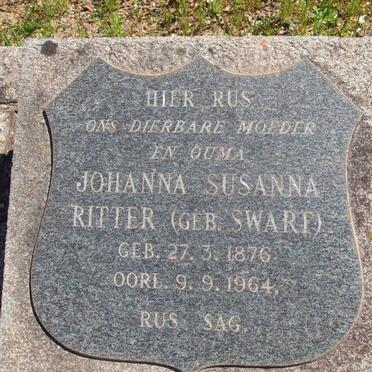 HIER RUS
ONS DIERBARE MOEDER
EN OUMA
JOHANNA SUSANNA
RITTER (GEB. SWART)
GEB. 27. 3. 1876
OORL. 9. 9. 1964,
RUS SAG